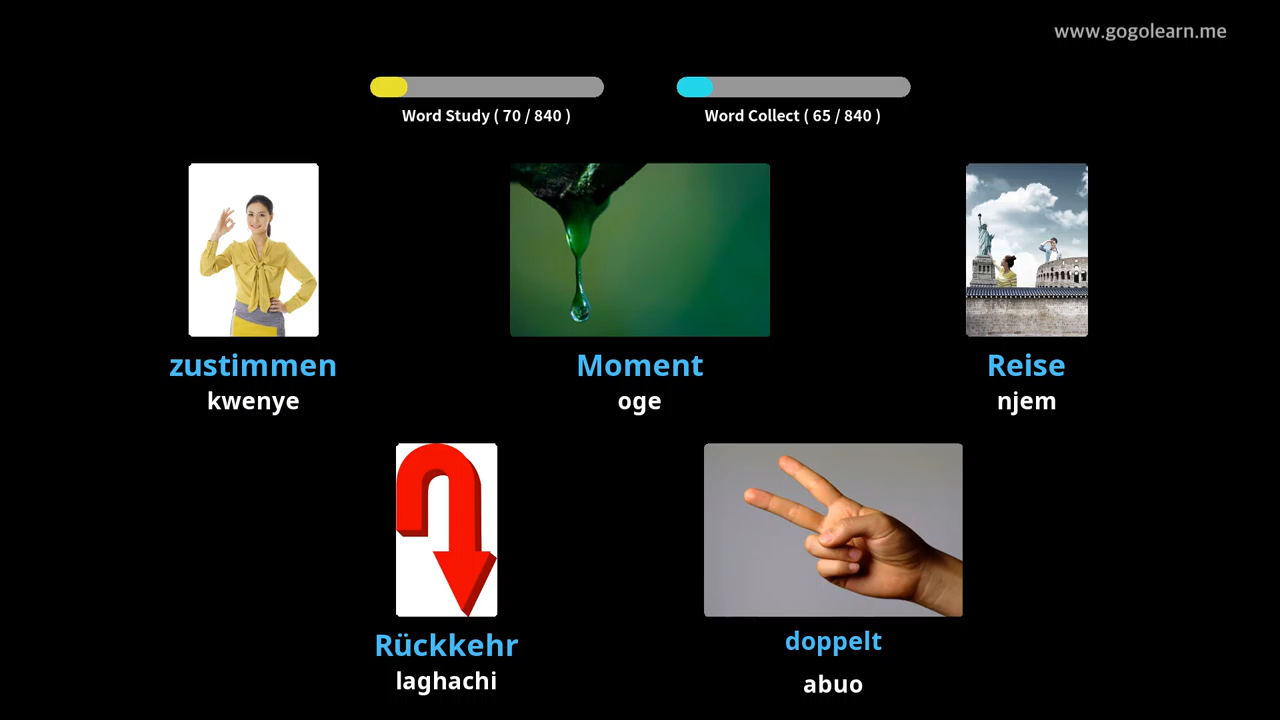 www.gogolearn.me
Word Study ( 70 / 840 )
Word Collect ( 65 / 840 )
zustimmen
kwenye
Moment
oge
Reise
njem
Rückkehr
laghachi
doppelt
abuo